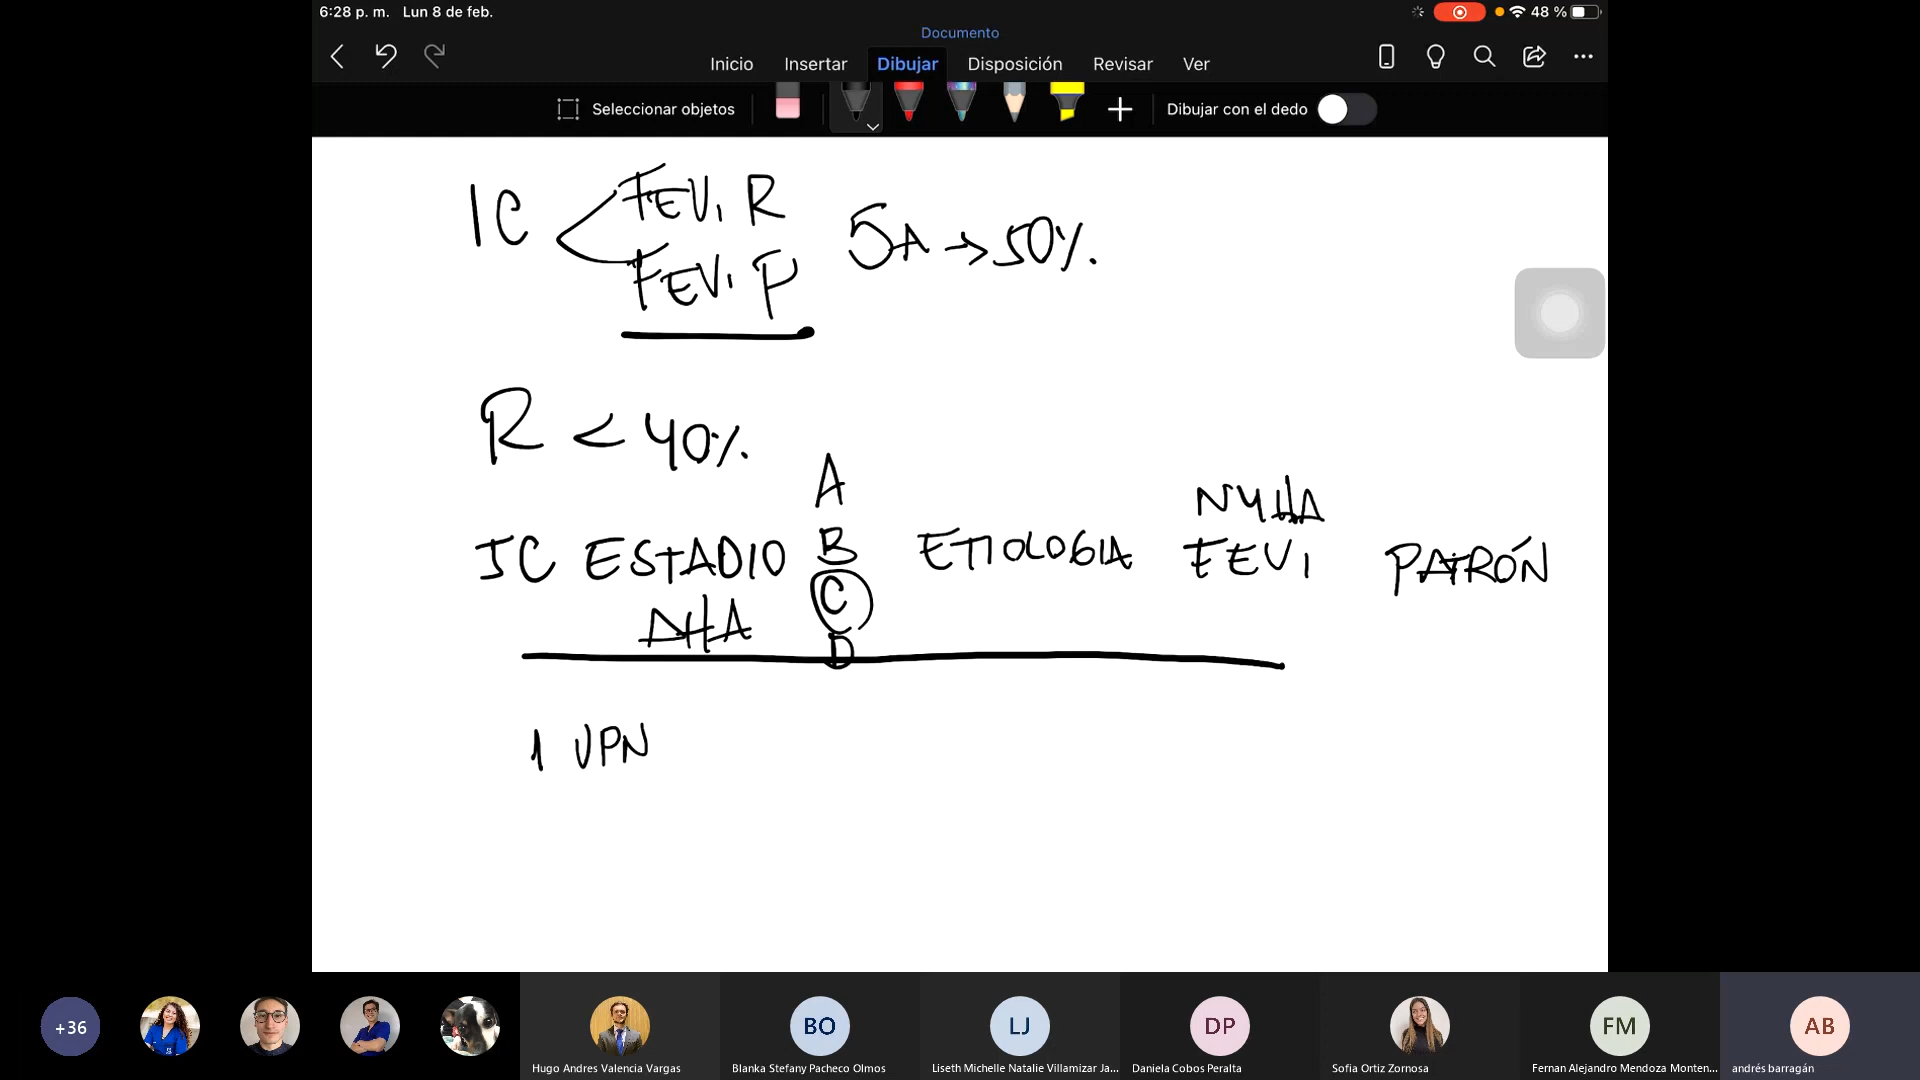 6:28 p. m. Lun 8 de feb.
48 %
Documento
Inicio Insertar Dibujar Disposición Revisar Ver
Seleccionar objetos
Dibujar con el dedo
IC < FEVI R
FEVI P
5A → 50%.
R < 40%.
A
IC ESTADIO B ETIOLOGIA NYHA
FEVI PATRÓN
AHA C
D
1 VPN
+36
BO LJ DP FM AB
Hugo Andres Valencia Vargas
Blanka Stefany Pacheco Olmos
Liseth Michelle Natalie Villamizar Ja...
Daniela Cobos Peralta
Sofia Ortiz Zornosa
Fernan Alejandro Mendoza Monten...
andrés barragán